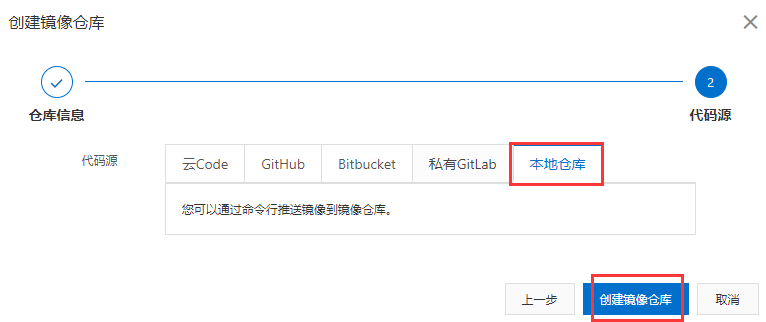 创建镜像仓库
2
仓库信息 代码源
代码源 云Code GitHub Bitbucket 私有GitLab 本地仓库
您可以通过命令行推送镜像到镜像仓库。
上一步 创建镜像仓库 取消